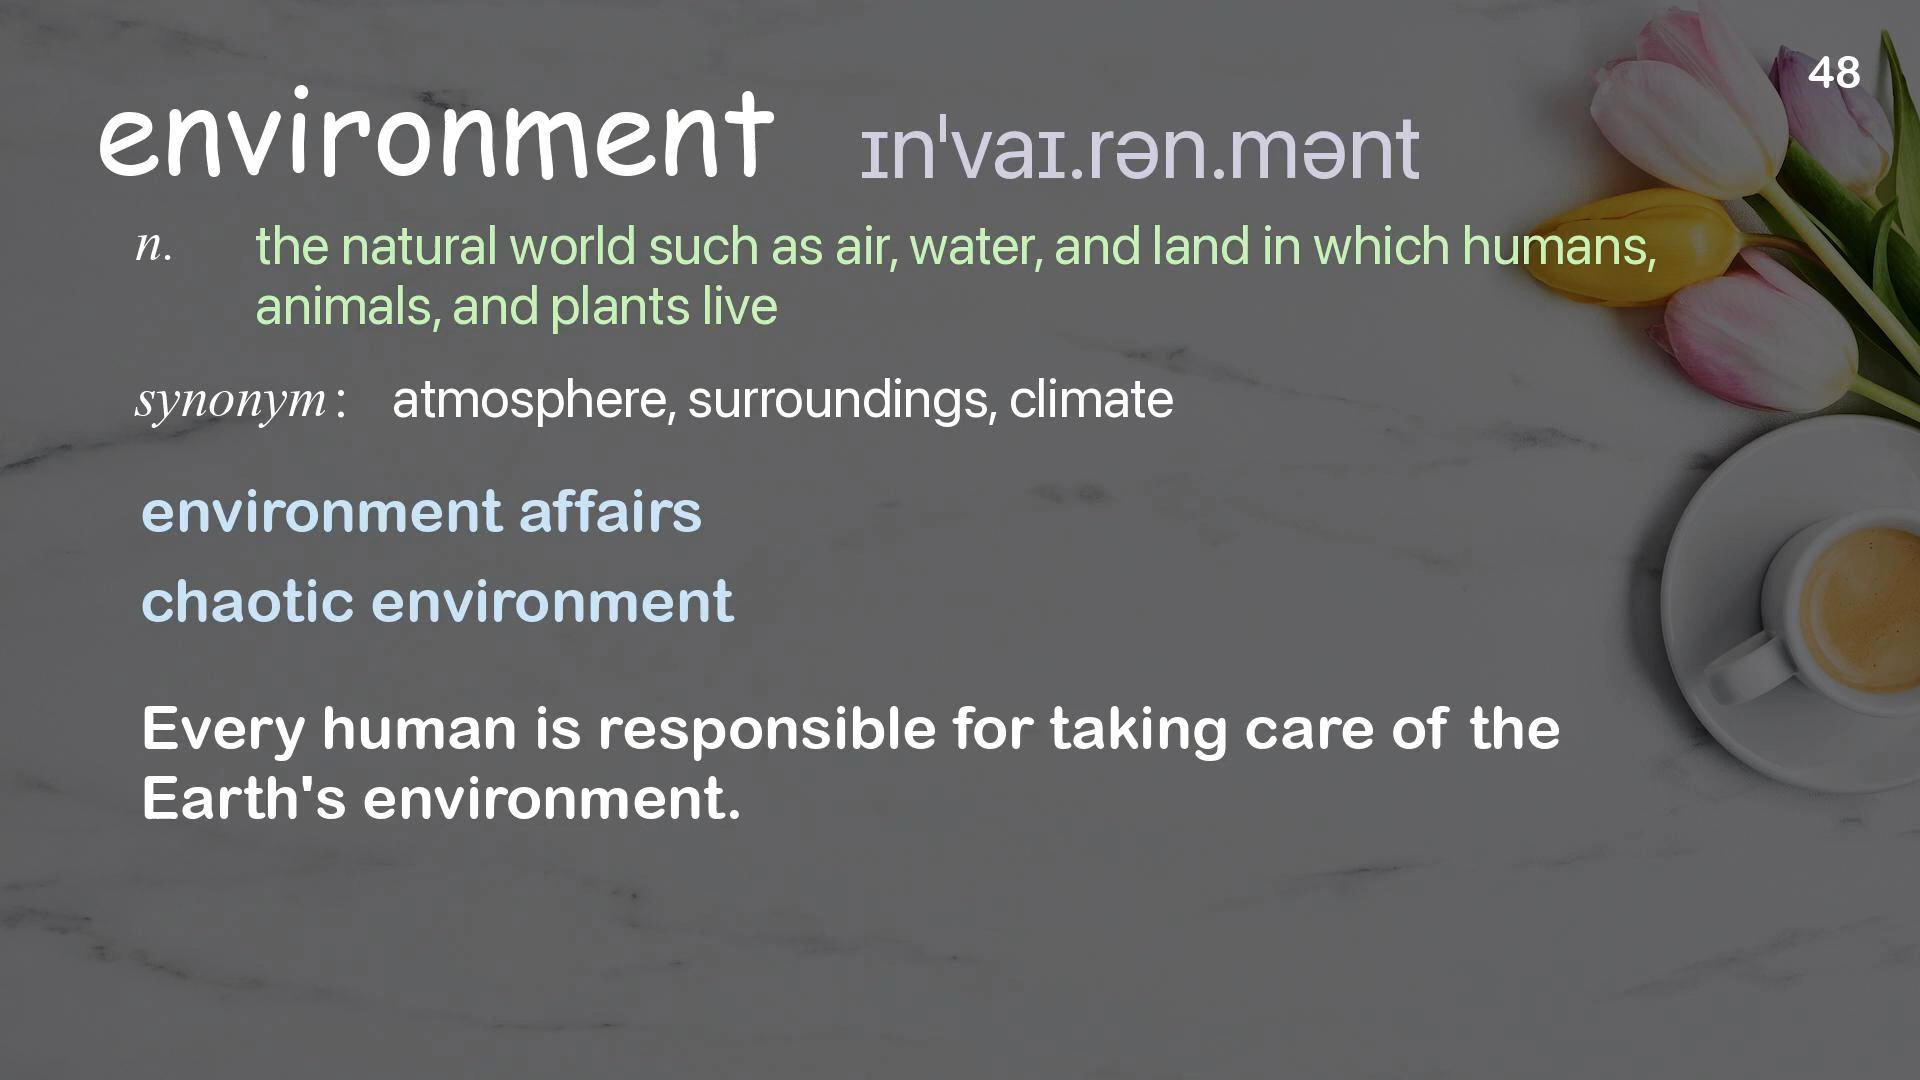 48
environment ɪnˈvaɪ.rən.mənt
n. the natural world such as air, water, and land in which humans,
animals, and plants live
synonym : atmosphere, surroundings, climate
environment affairs
chaotic environment
Every human is responsible for taking care of the
Earth's environment.